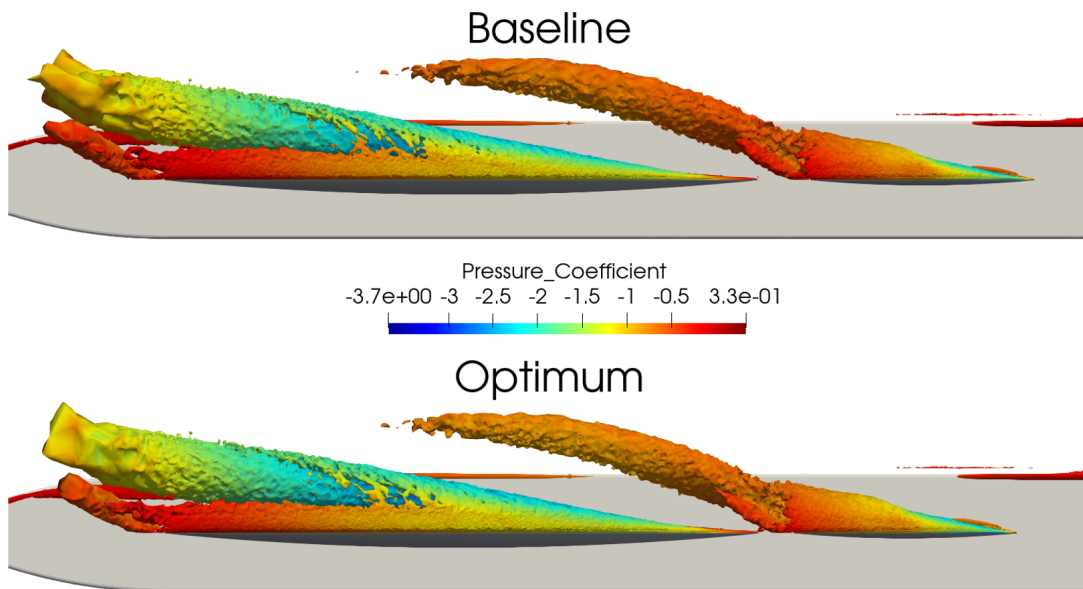 Baseline
Pressure_Coefficient
-3.7e+00 -3 -2.5 -2 -1.5 -1 -0.5 3.3e-01
Optimum